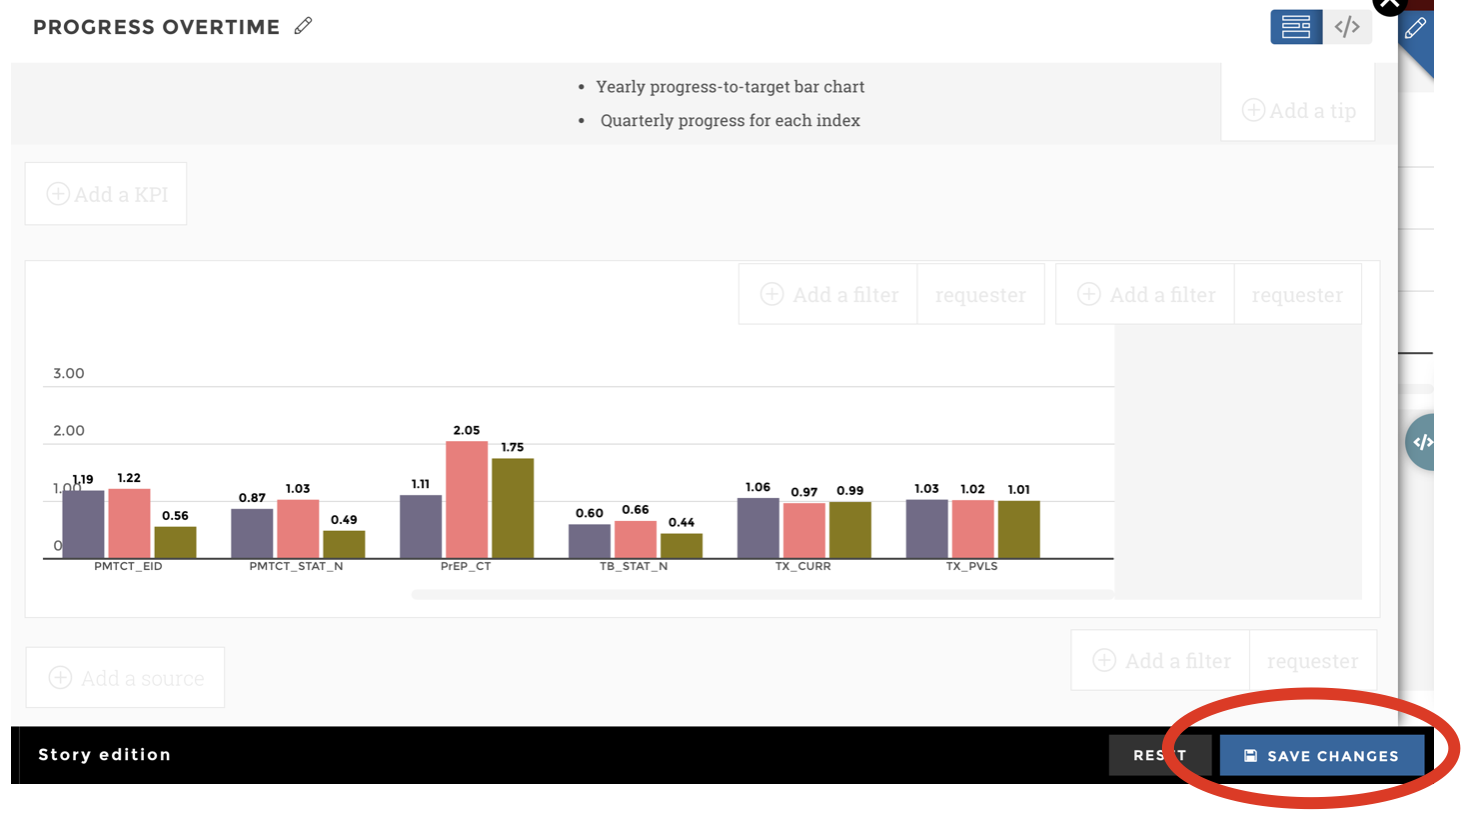 PROGRESS OVERTIME
</>
• Yearly progress-to-target bar chart
• Quarterly progress for each index
Add a tip
Add a KPI
Add a filter requester Add a filter requester
3.00
2.00
1.00
0
1.19 1.22 0.56
0.87 1.03 0.49
1.11 2.05 1.75
0.60 0.66 0.44
1.06 0.97 0.99
1.03 1.02 1.01
PMTCT_EID PMTCT_STAT_N PrEP_CT TB_STAT_N TX_CURR TX_PVLS
</>
Add a source
Add a filter requester
Story edition RESET SAVE CHANGES